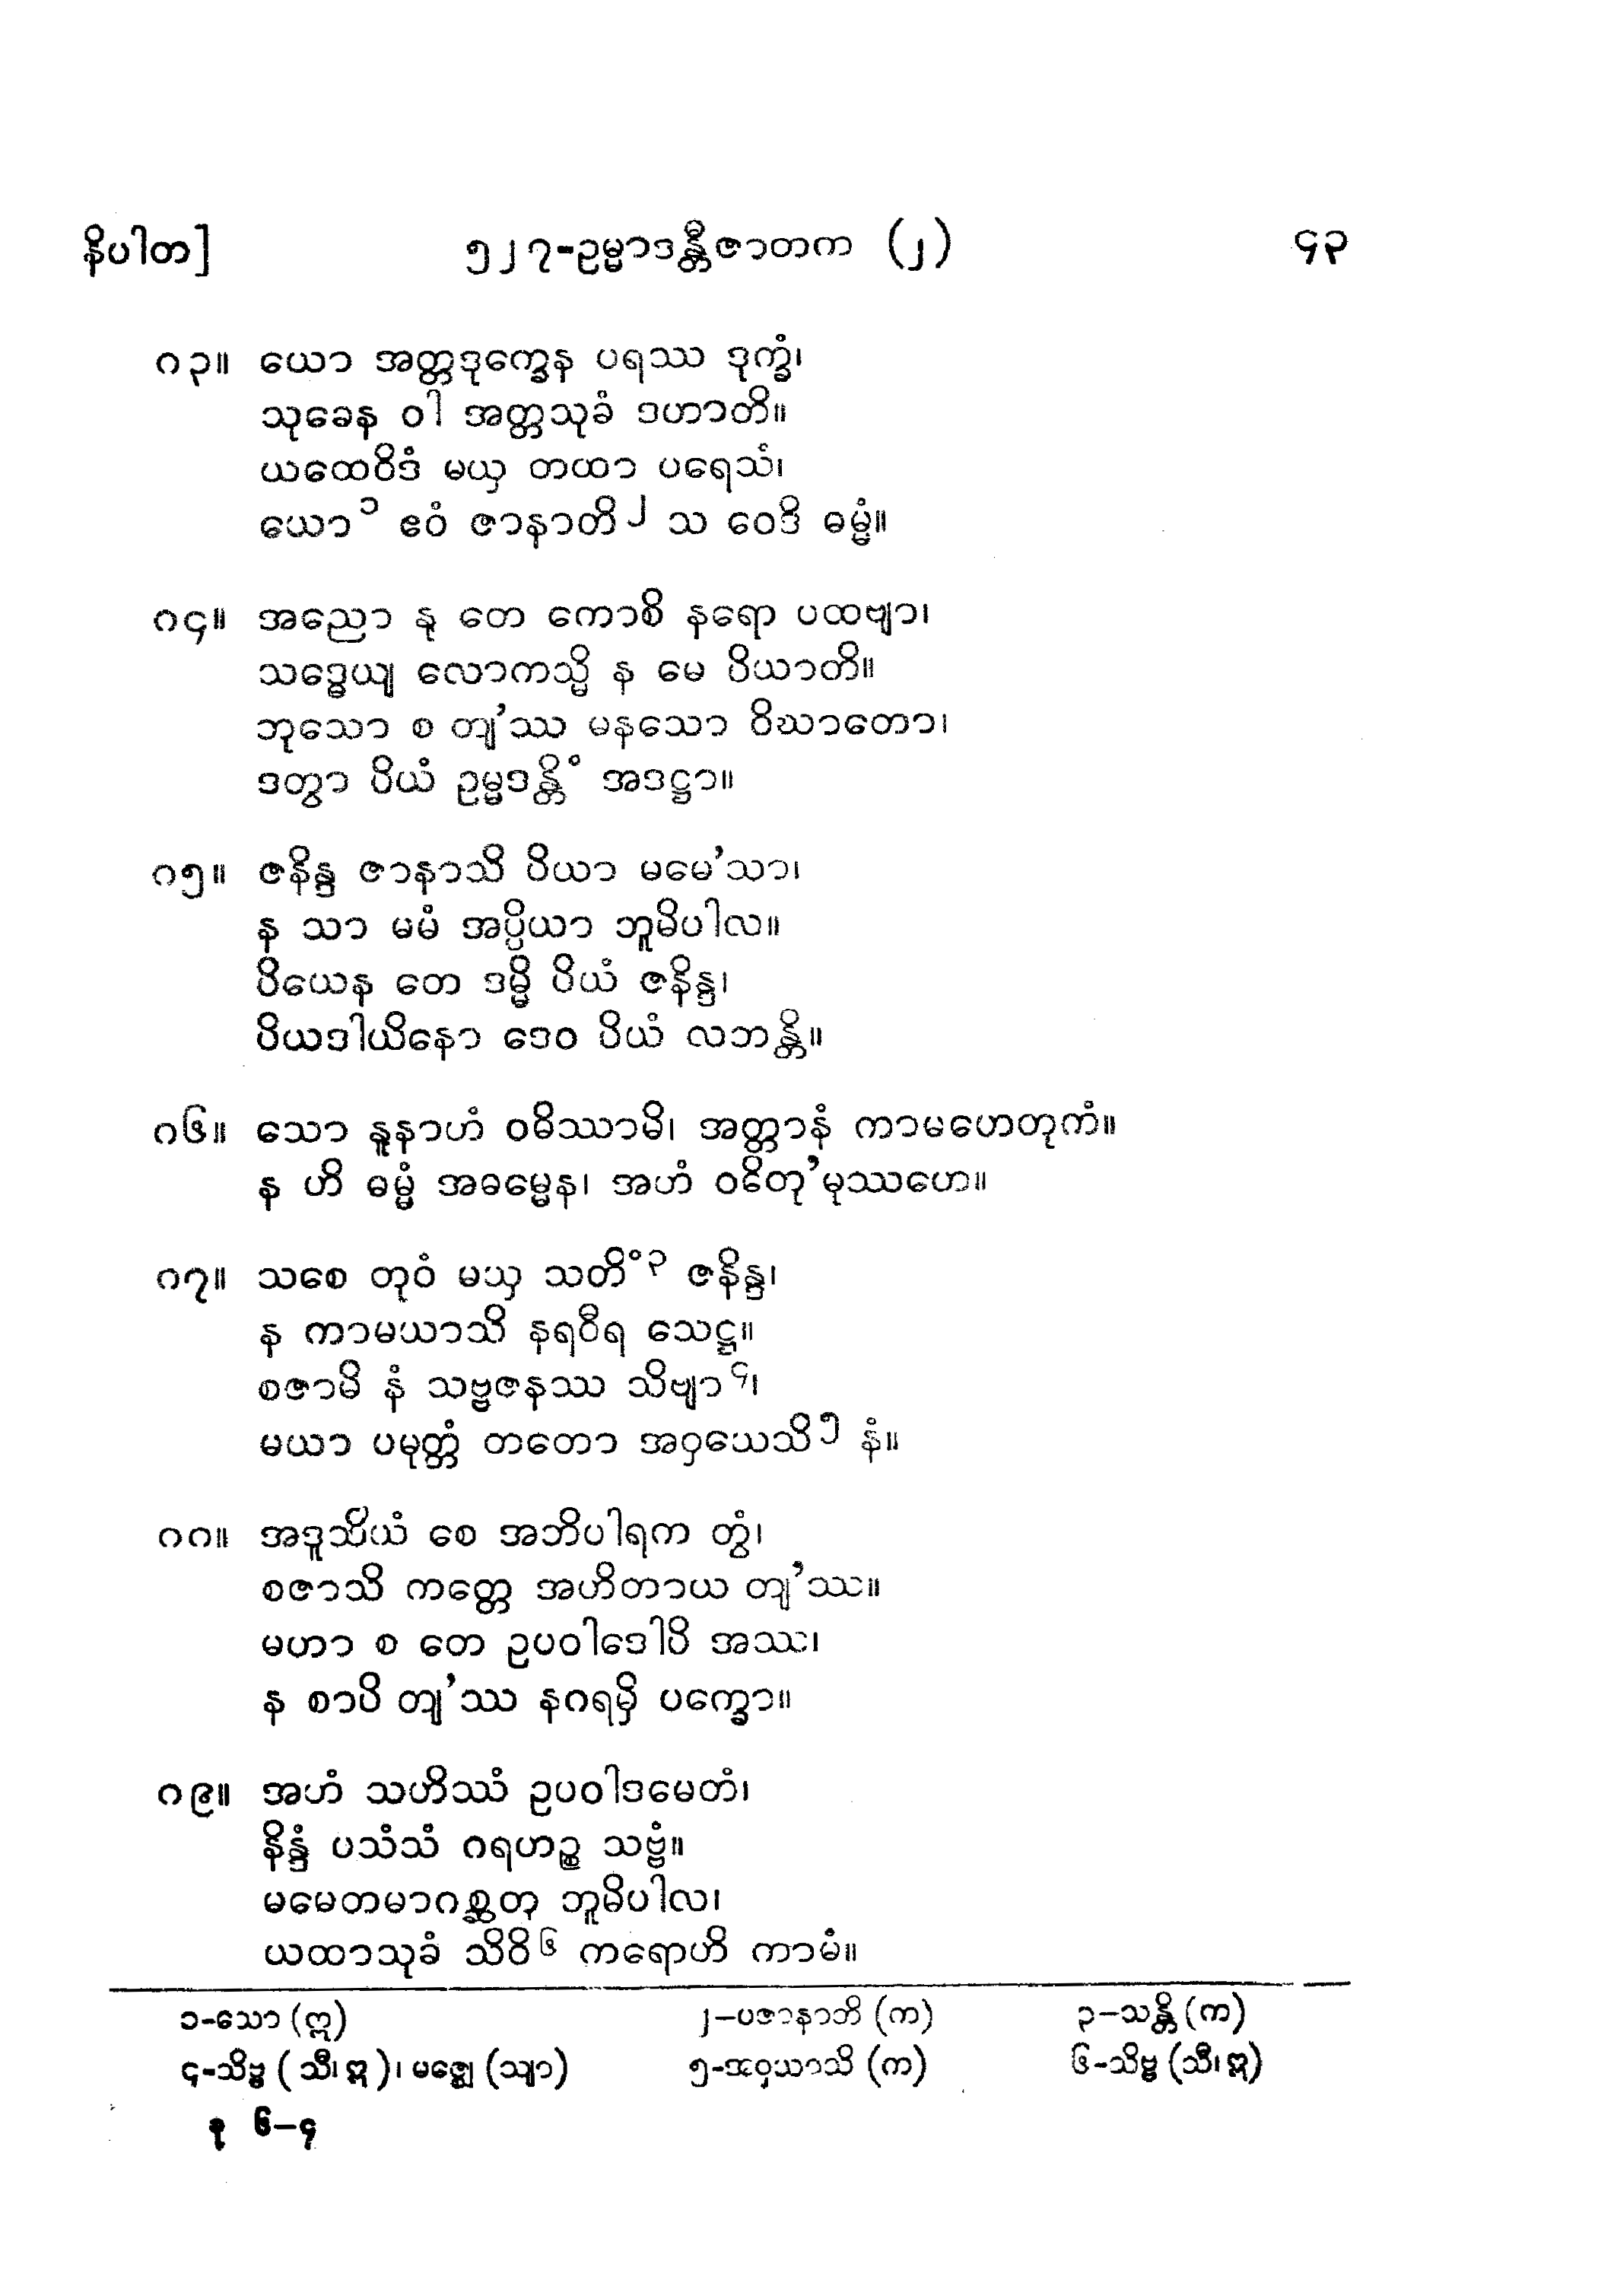 နိပါတ]	၅၂၇-ဥမ္မာဒန္တီဇာတက (၂)	၄၃
၈၃။ ယော အတ္တဒုက္ခေန ပရဿ ဒုက္ခံ၊
သုခေန ဝါ အတ္တသုခံ ဒဟာတိ။
ယထေဝိဒံ မယှ တထာ ပရေသံ၊
ယော၁ ဧဝံ ဇာနာတိ၂ သ ဝေဒိ ဓမ္မံ။
၈၄။ အညော နု တေ ကောစိ နရော ပထဗျာ၊
သဒ္ဓေယျ လောကသ္မိ န မေ ပိယာတိ။
ဘုသော စ တျ’ဿ မနသော ဝိဃာတော၊
ဒတွာ ပိယံ ဥမ္မဒန္တိံ အဒဋ္ဌာ။
၈၅။ ဇနိန္ဒ ဇာနာသိ ပိယာ မမေ’သာ၊
န သာ မမံ အပ္ပိယာ ဘူမိပါလ။
ပိယေန တေ ဒမ္မိ ပိယံ ဇနိန္ဒ၊
ပိယဒါယိနော ဒေဝ ပိယံ လဘန္တိ။
၈၆။ သော နူနာဟံ ဝဓိဿာမိ၊ အတ္တာနံ ကာမဟေတုကံ။
န ဟိ ဓမ္မံ အဓမ္မေန၊ အဟံ ဝဓိတု’မုဿဟေ။
၈၇။ သစေ တုဝံ မယှ သတိံ၃ ဇနိန္ဒ၊
န ကာမယာသိ နရဝီရ သေဋ္ဌ။
စဇာမိ နံ သဗ္ဗဇနဿ သိဗျာ၄၊
မယာ ပမုတ္တံ တတော အဝှယေသိ၅ နံ။
၈၈။ အဒူသိယံ စေ အဘိပါရက တွံ၊
စဇာသိ ကတ္တေ အဟိတာယ တျ’ဿ။
မဟာ စ တေ ဥပဝါဒေါပိ အဿ၊
န စာပိ တျ’ဿ နဂရမှိ ပက္ခော။
၈၉။ အဟံ သဟိဿံ ဥပဝါဒမေတံ၊
နိန္ဒံ ပသံသံ ဂရဟဉ္စ သဗ္ဗံ။
မမေတမာဂစ္ဆတု ဘူမိပါလ၊
ယထာသုခံ သိဝိ၆ ကရောဟိ ကာမံ။
၁-သော (ဣ)	၂–ပဇာနာဘိ (က)	၃–သန္တိ (က)
၄-သိဗ္ဗ (သီ၊ ဣ)၊ မဇ္ဈေ (သျာ)	၅-အဝှယာသိ (က)	၆-သိဗ္ဗ (သီ၊ ဣ)
နု ၆–၄